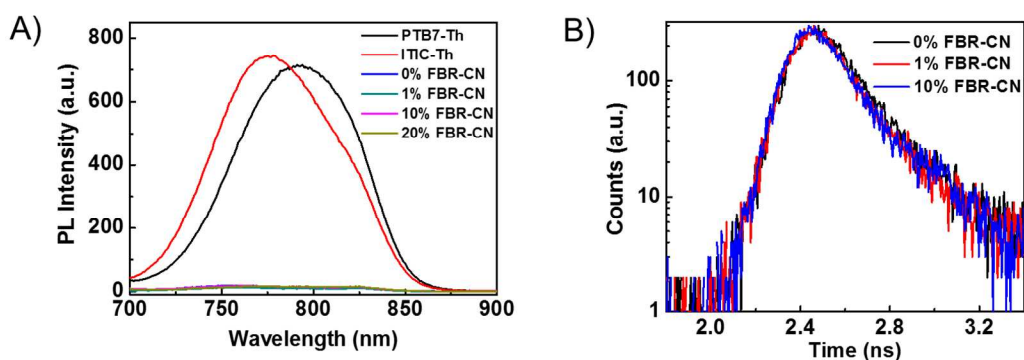 A)
PL Intensity (a.u.)
800
600
400
200
0
700
750
800
850
900
Wavelength (nm)
PTB7-Th
ITIC-Th
0% FBR-CN
1% FBR-CN
10% FBR-CN
20% FBR-CN
B)
Counts (a.u.)
100
10
1
2.0
2.4
2.8
3.2
Time (ns)
0% FBR-CN
1% FBR-CN
10% FBR-CN